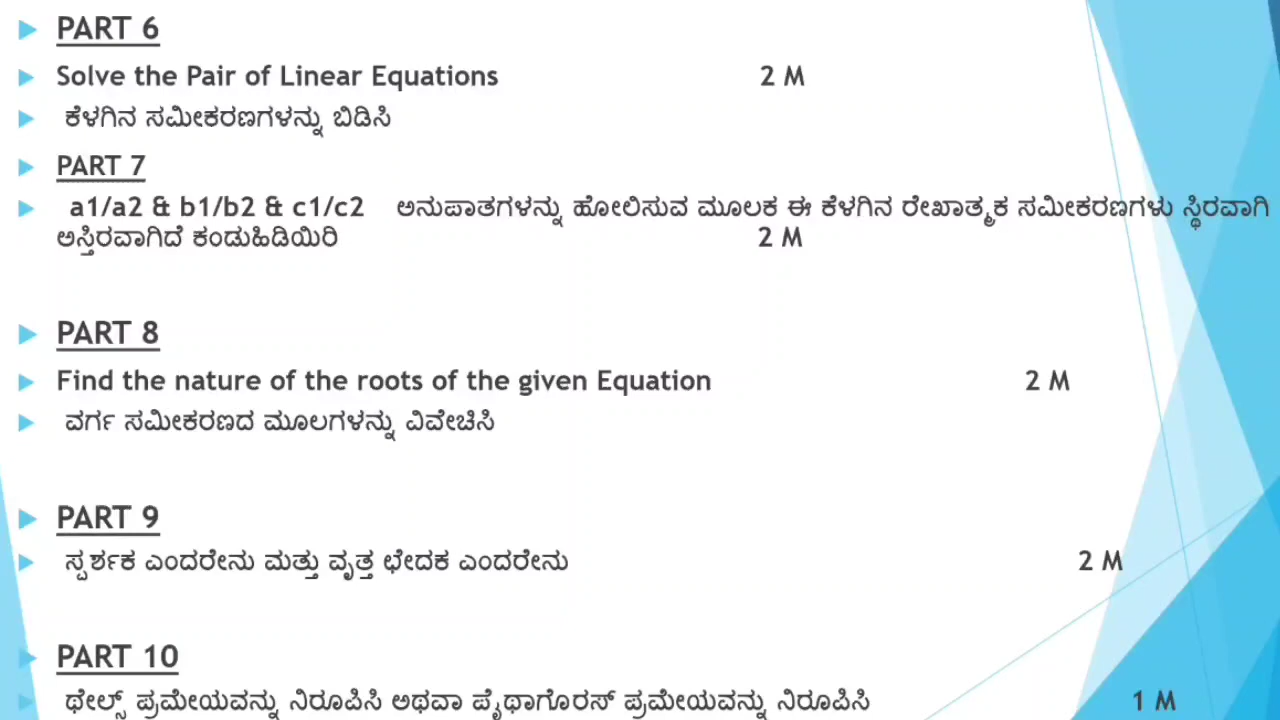 PART 6
Solve the Pair of Linear Equations 2 M
ಕೆಳಗಿನ ಸಮೀಕರಣಗಳನ್ನು ಬಿಡಿಸಿ
PART 7
a1/a2 & b1/b2 & c1/c2 ಅನುಪಾತಗಳನ್ನು ಹೋಲಿಸುವ ಮೂಲಕ ಈ ಕೆಳಗಿನ ರೇಖಾತ್ಮಕ ಸಮೀಕರಣಗಳು ಸ್ಥಿರವಾಗಿ
ಅಸ್ತಿರವಾಗಿದೆ ಕಂಡುಹಿಡಿಯಿರಿ 2 M
PART 8
Find the nature of the roots of the given Equation 2 M
ವರ್ಗ ಸಮೀಕರಣದ ಮೂಲಗಳನ್ನು ವಿವೇಚಿಸಿ
PART 9
ಸ್ಪರ್ಶಕ ಎಂದರೇನು ಮತ್ತು ವೃತ್ತ ಛೇದಕ ಎಂದರೇನು 2 M
PART 10
ಥೇಲ್ಸ್ ಪ್ರಮೇಯವನ್ನು ನಿರೂಪಿಸಿ ಅಥವಾ ಪೈಥಾಗೊರಸ್ ಪ್ರಮೇಯವನ್ನು ನಿರೂಪಿಸಿ 1 M